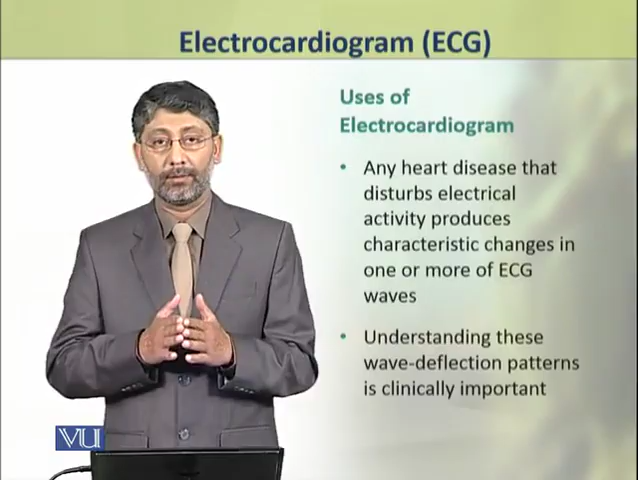 Electrocardiogram (ECG)
Uses of
Electrocardiogram
• Any heart disease that
disturbs electrical
activity produces
characteristic changes in
one or more of ECG
waves
• Understanding these
wave-deflection patterns
is clinically important
VU